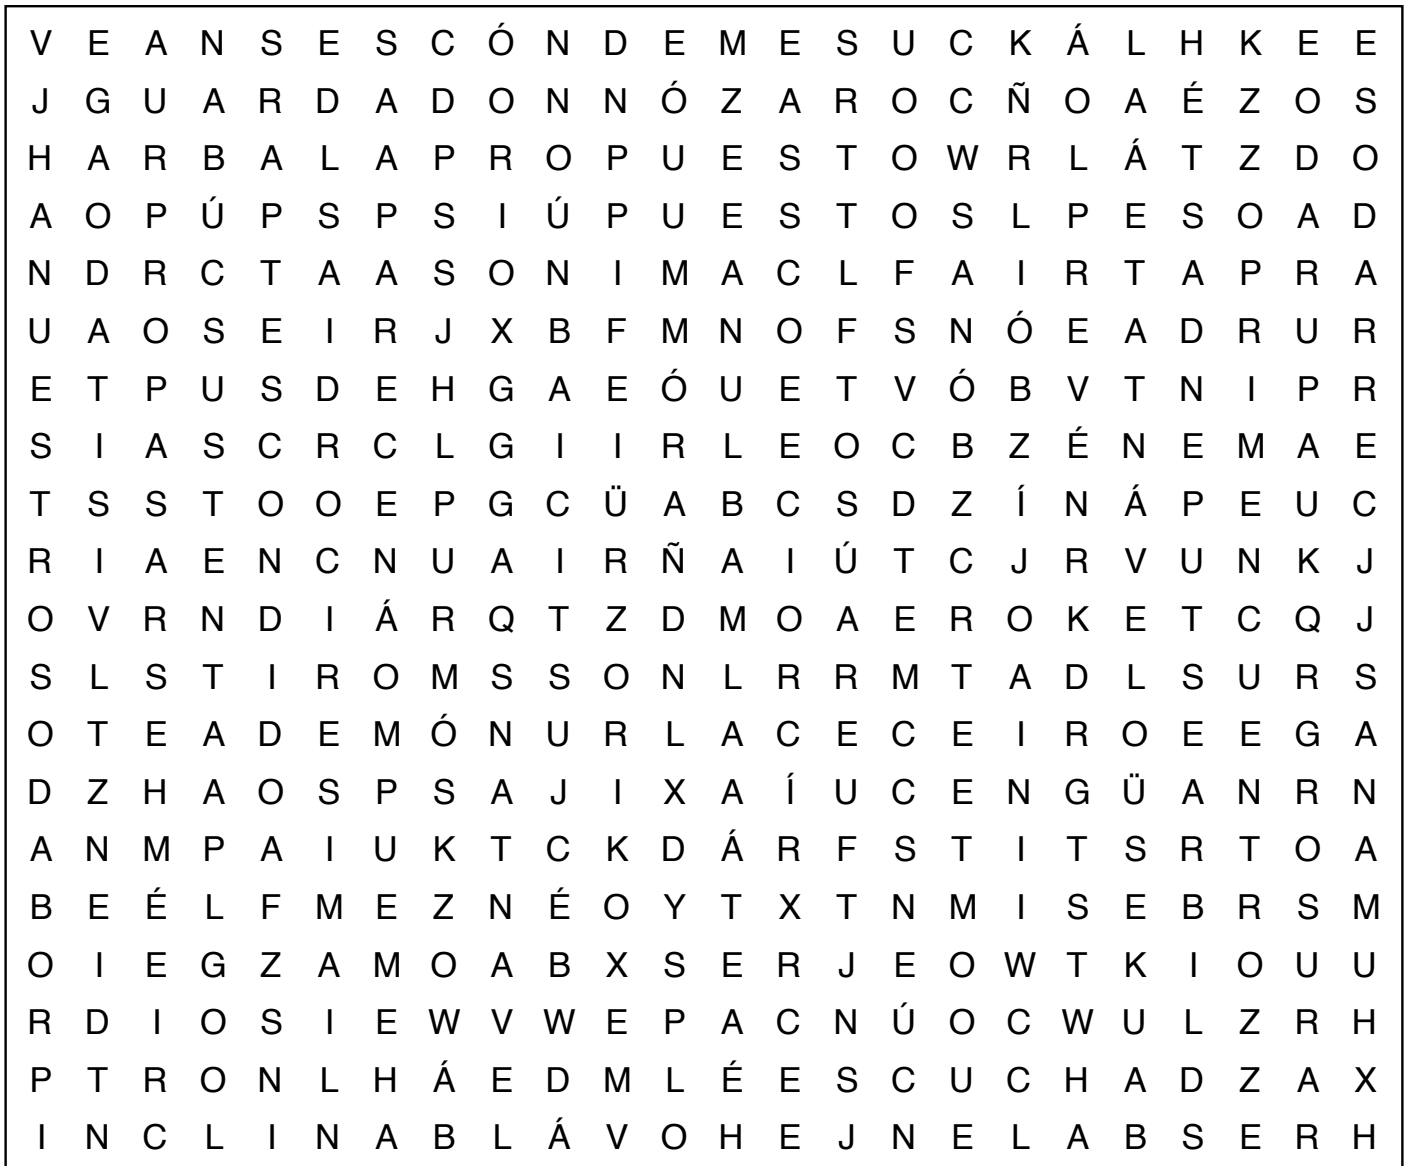 V E A N S E S C Ó N D E M E S U C K Á L H K E E
J G U A R D A D O N N Ó Z A R O C Ñ O A É Z O S
H A R B A L A P R O P U E S T O W R L Á T Z D O
A O P Ú P S P S I Ú P U E S T O S L P E S O A D
N D R C T A A S O N I M A C L F A I R T A P R A
U A O S E I R J X B F M N O F S N Ó E A D R U R
E T P U S D E H G A E Ó U E T V Ó B V T N I P R
S I A S C R C L G I I R L E O C B Z É N E M A E
T S S T O O E P G C Ü A B C S D Z Í N Á P E U C
R I A E N C N U A I R Ñ A I Ú T C J R V U N K J
O V R N D I Á R Q T Z D M O A E R O K E T C Q J
S L S T I R O M S S O N L R R M T A D L S U R S
O T E A D E M Ó N U R L A C E C E I R O E E G A
D Z H A O S P S A J I X A Í U C E N G Ü A N R N
A N M P A I U K T C K D Á R F S T I T S R T O A
B E É L F M E Z N É O Y T X T N M I S E B R S M
O I E G Z A M O A B X S E R J E O W T K I O U U
R D I O S I E W V W E P A C N Ú O C W U L Z R H
P T R O N L H Á E D M L É E S C U C H A D Z A X
I N C L I N A B L Á V O H E J N E L A B S E R H